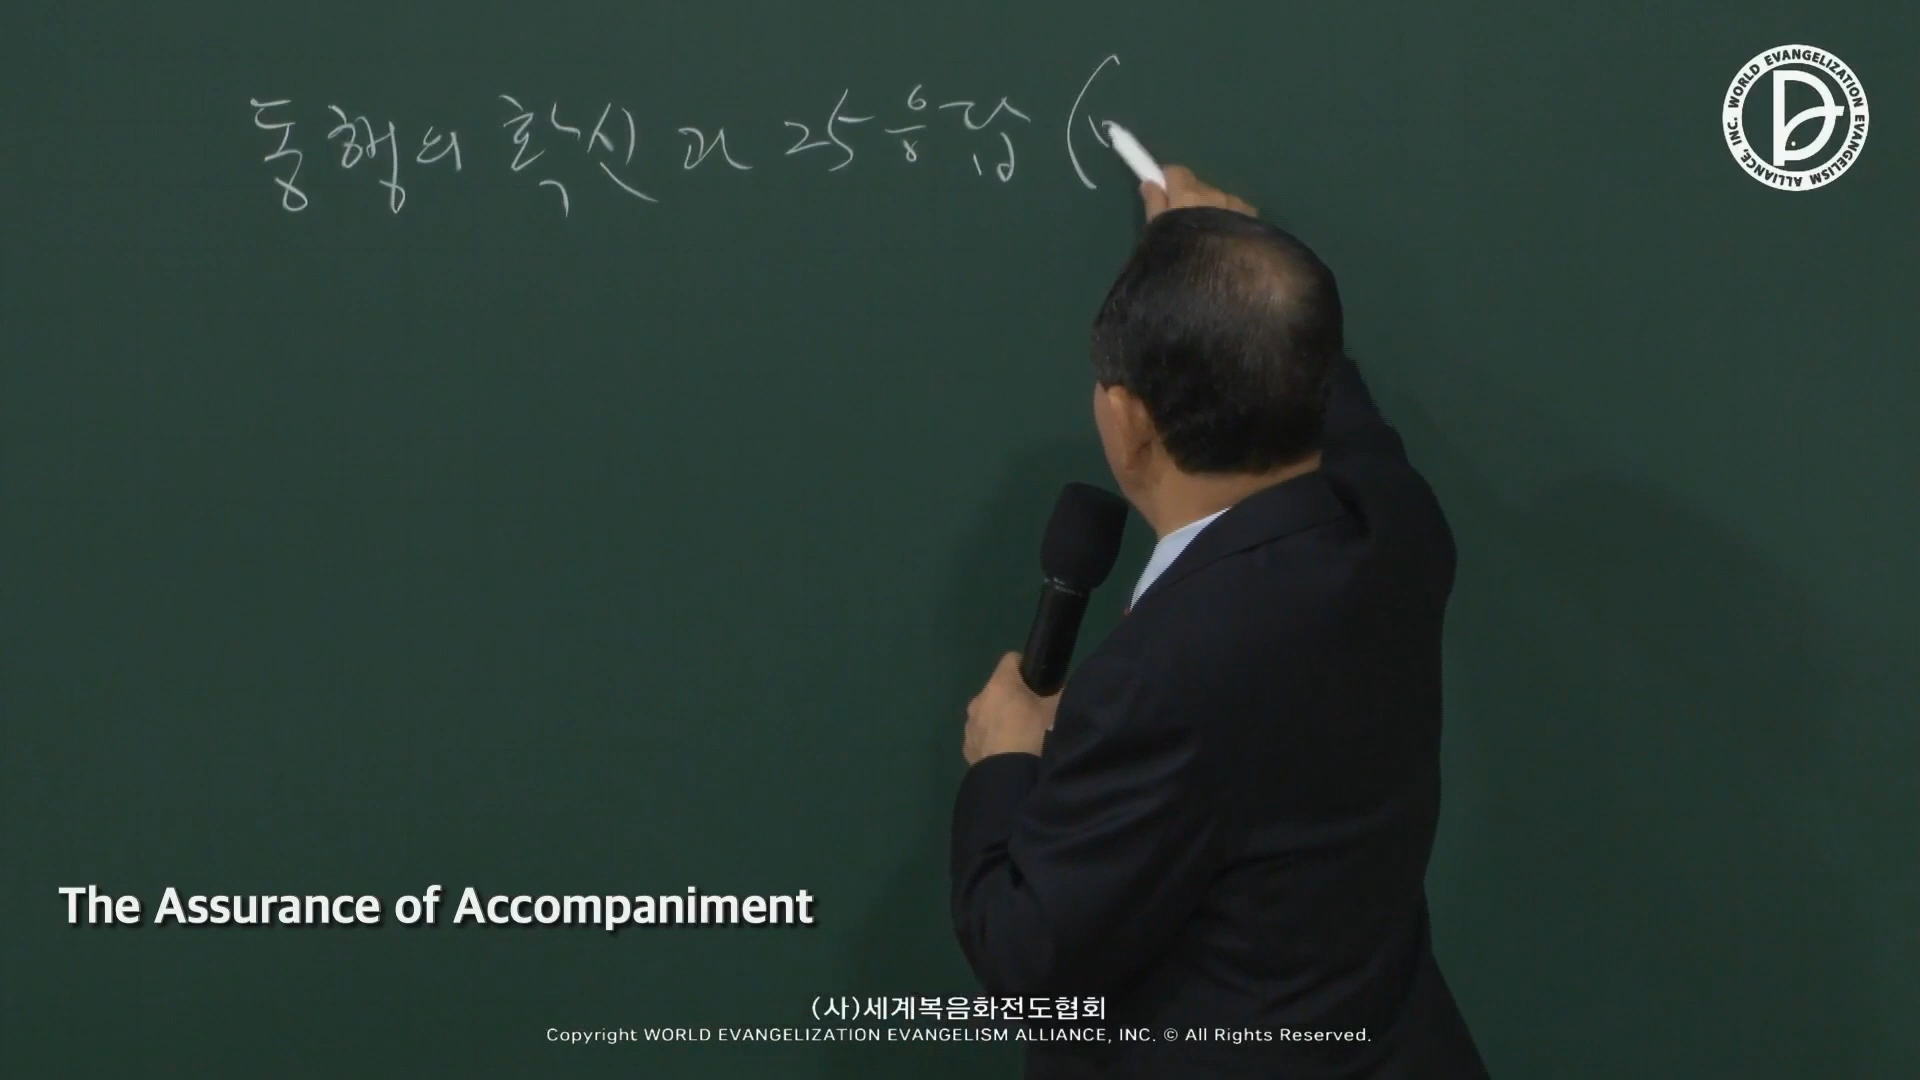 동행의 확신과 25응답 (
WORLD EVANGELIZATION EVANGELISM ALLIANCE, INC.
The Assurance of Accompaniment
(사)세계복음화전도협회
Copyright WORLD EVANGELIZATION EVANGELISM ALLIANCE, INC. © All Rights Reserved.